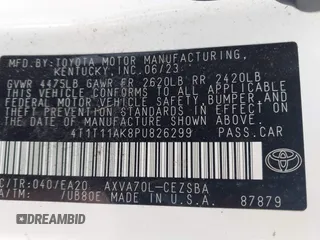 MFD.BY: TOYOTA MOTOR MANUFACTURING,
KENTUCKY,INC. 06/23
GVWR 4475LB GAWR FR 2620LB RR 2420LB
THIS VEHICLE CONFORMS TO ALL APPLICABLE
FEDERAL MOTOR VEHICLE SAFETY, BUMPER, AND
THEFT PREVENTION STANDARDS IN EFFECT ON
THE DATE OF MANUFACTURE SHOWN ABOVE.
4T1T11AK8PU826299 PASS.CAR
C/TR:040/EA20 AXVA70L-CEZSBA
A/TM: /UB80E MADE IN U.S.A.
87879
TOYOTA